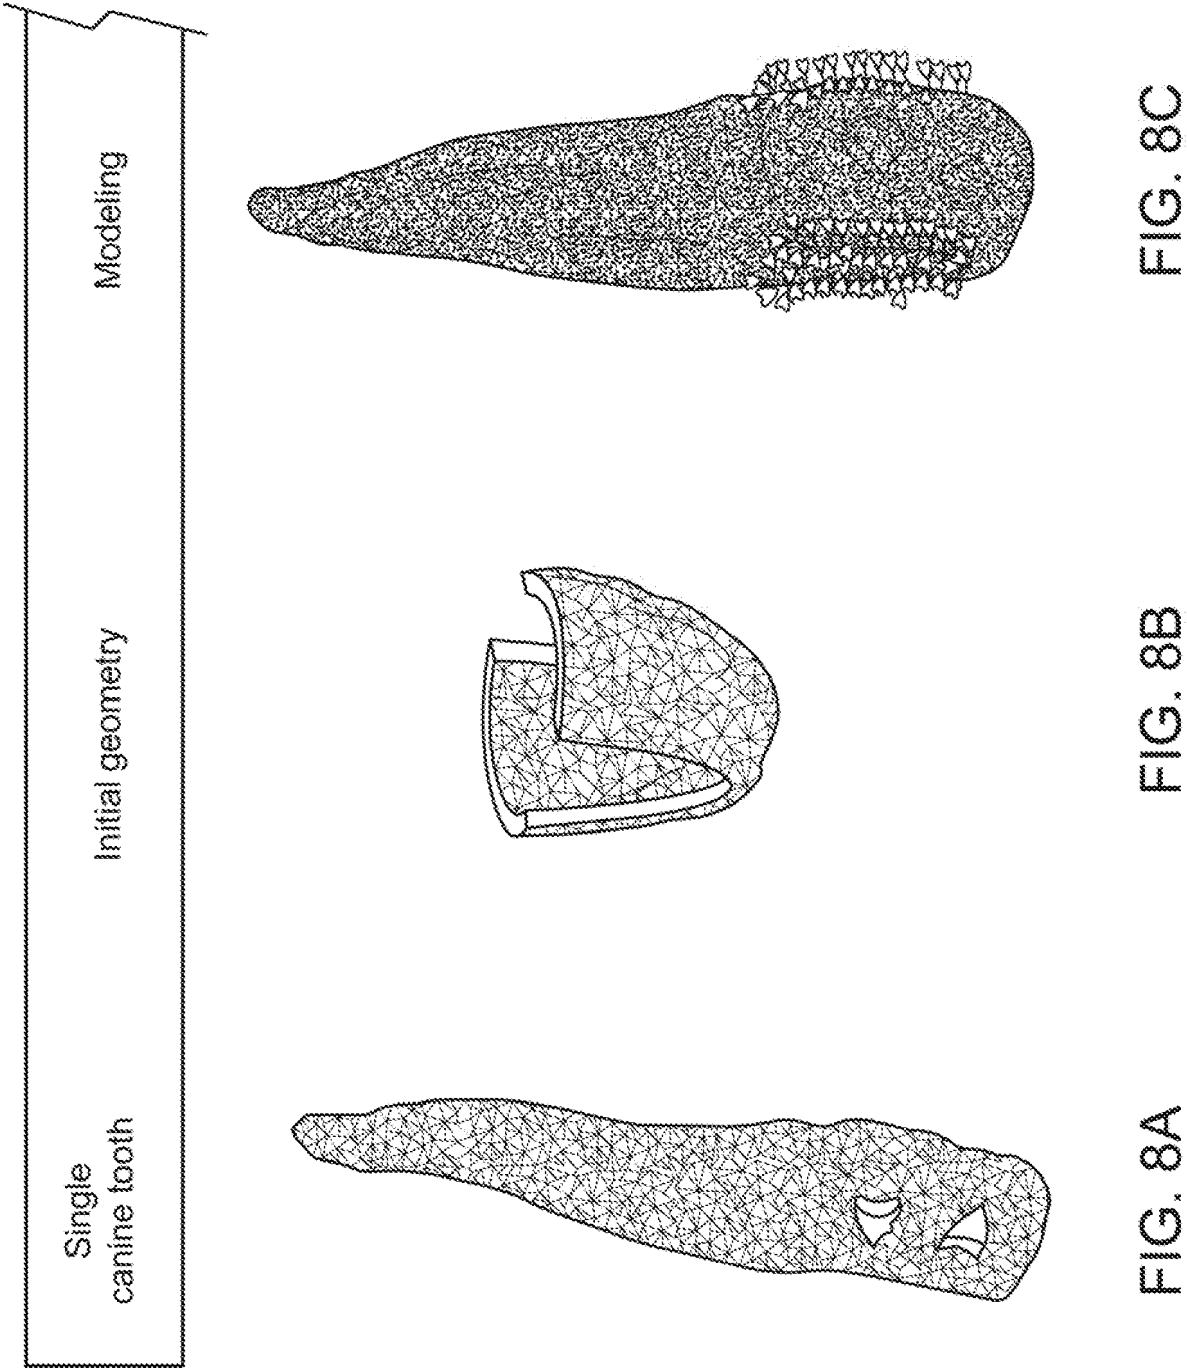 Single
canine tooth
Initial geometry
Modeling
FIG. 8A
FIG. 8B
FIG. 8C